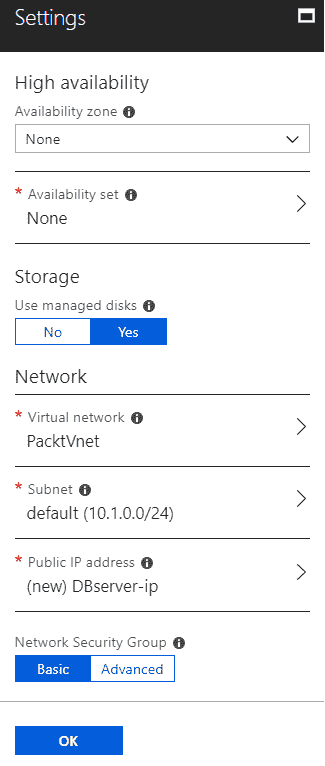 Settings
High availability
Availability zone
None
* Availability set
None
Storage
Use managed disks
No Yes
Network
* Virtual network
PacktVnet
* Subnet
default (10.1.0.0/24)
* Public IP address
(new) DBserver-ip
Network Security Group
Basic Advanced
OK